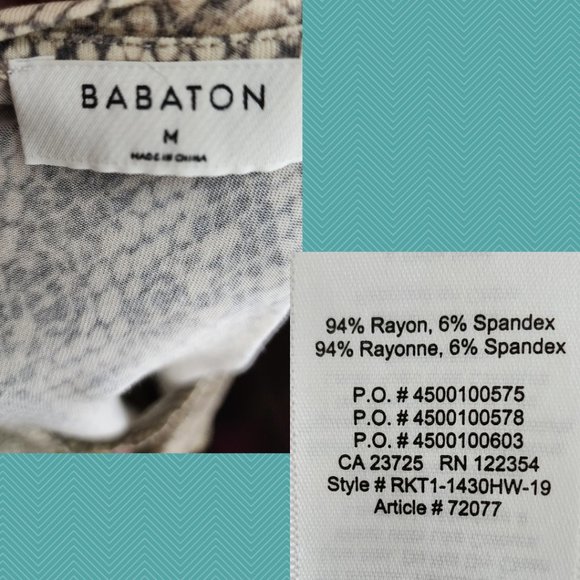 BABATON
M
MADE IN CHINA
94% Rayon, 6% Spandex
94% Rayonne, 6% Spandex
P.O. # 4500100575
P.O. # 4500100578
P.O. # 4500100603
CA 23725 RN 122354
Style # RKT1-1430HW-19
Article # 72077